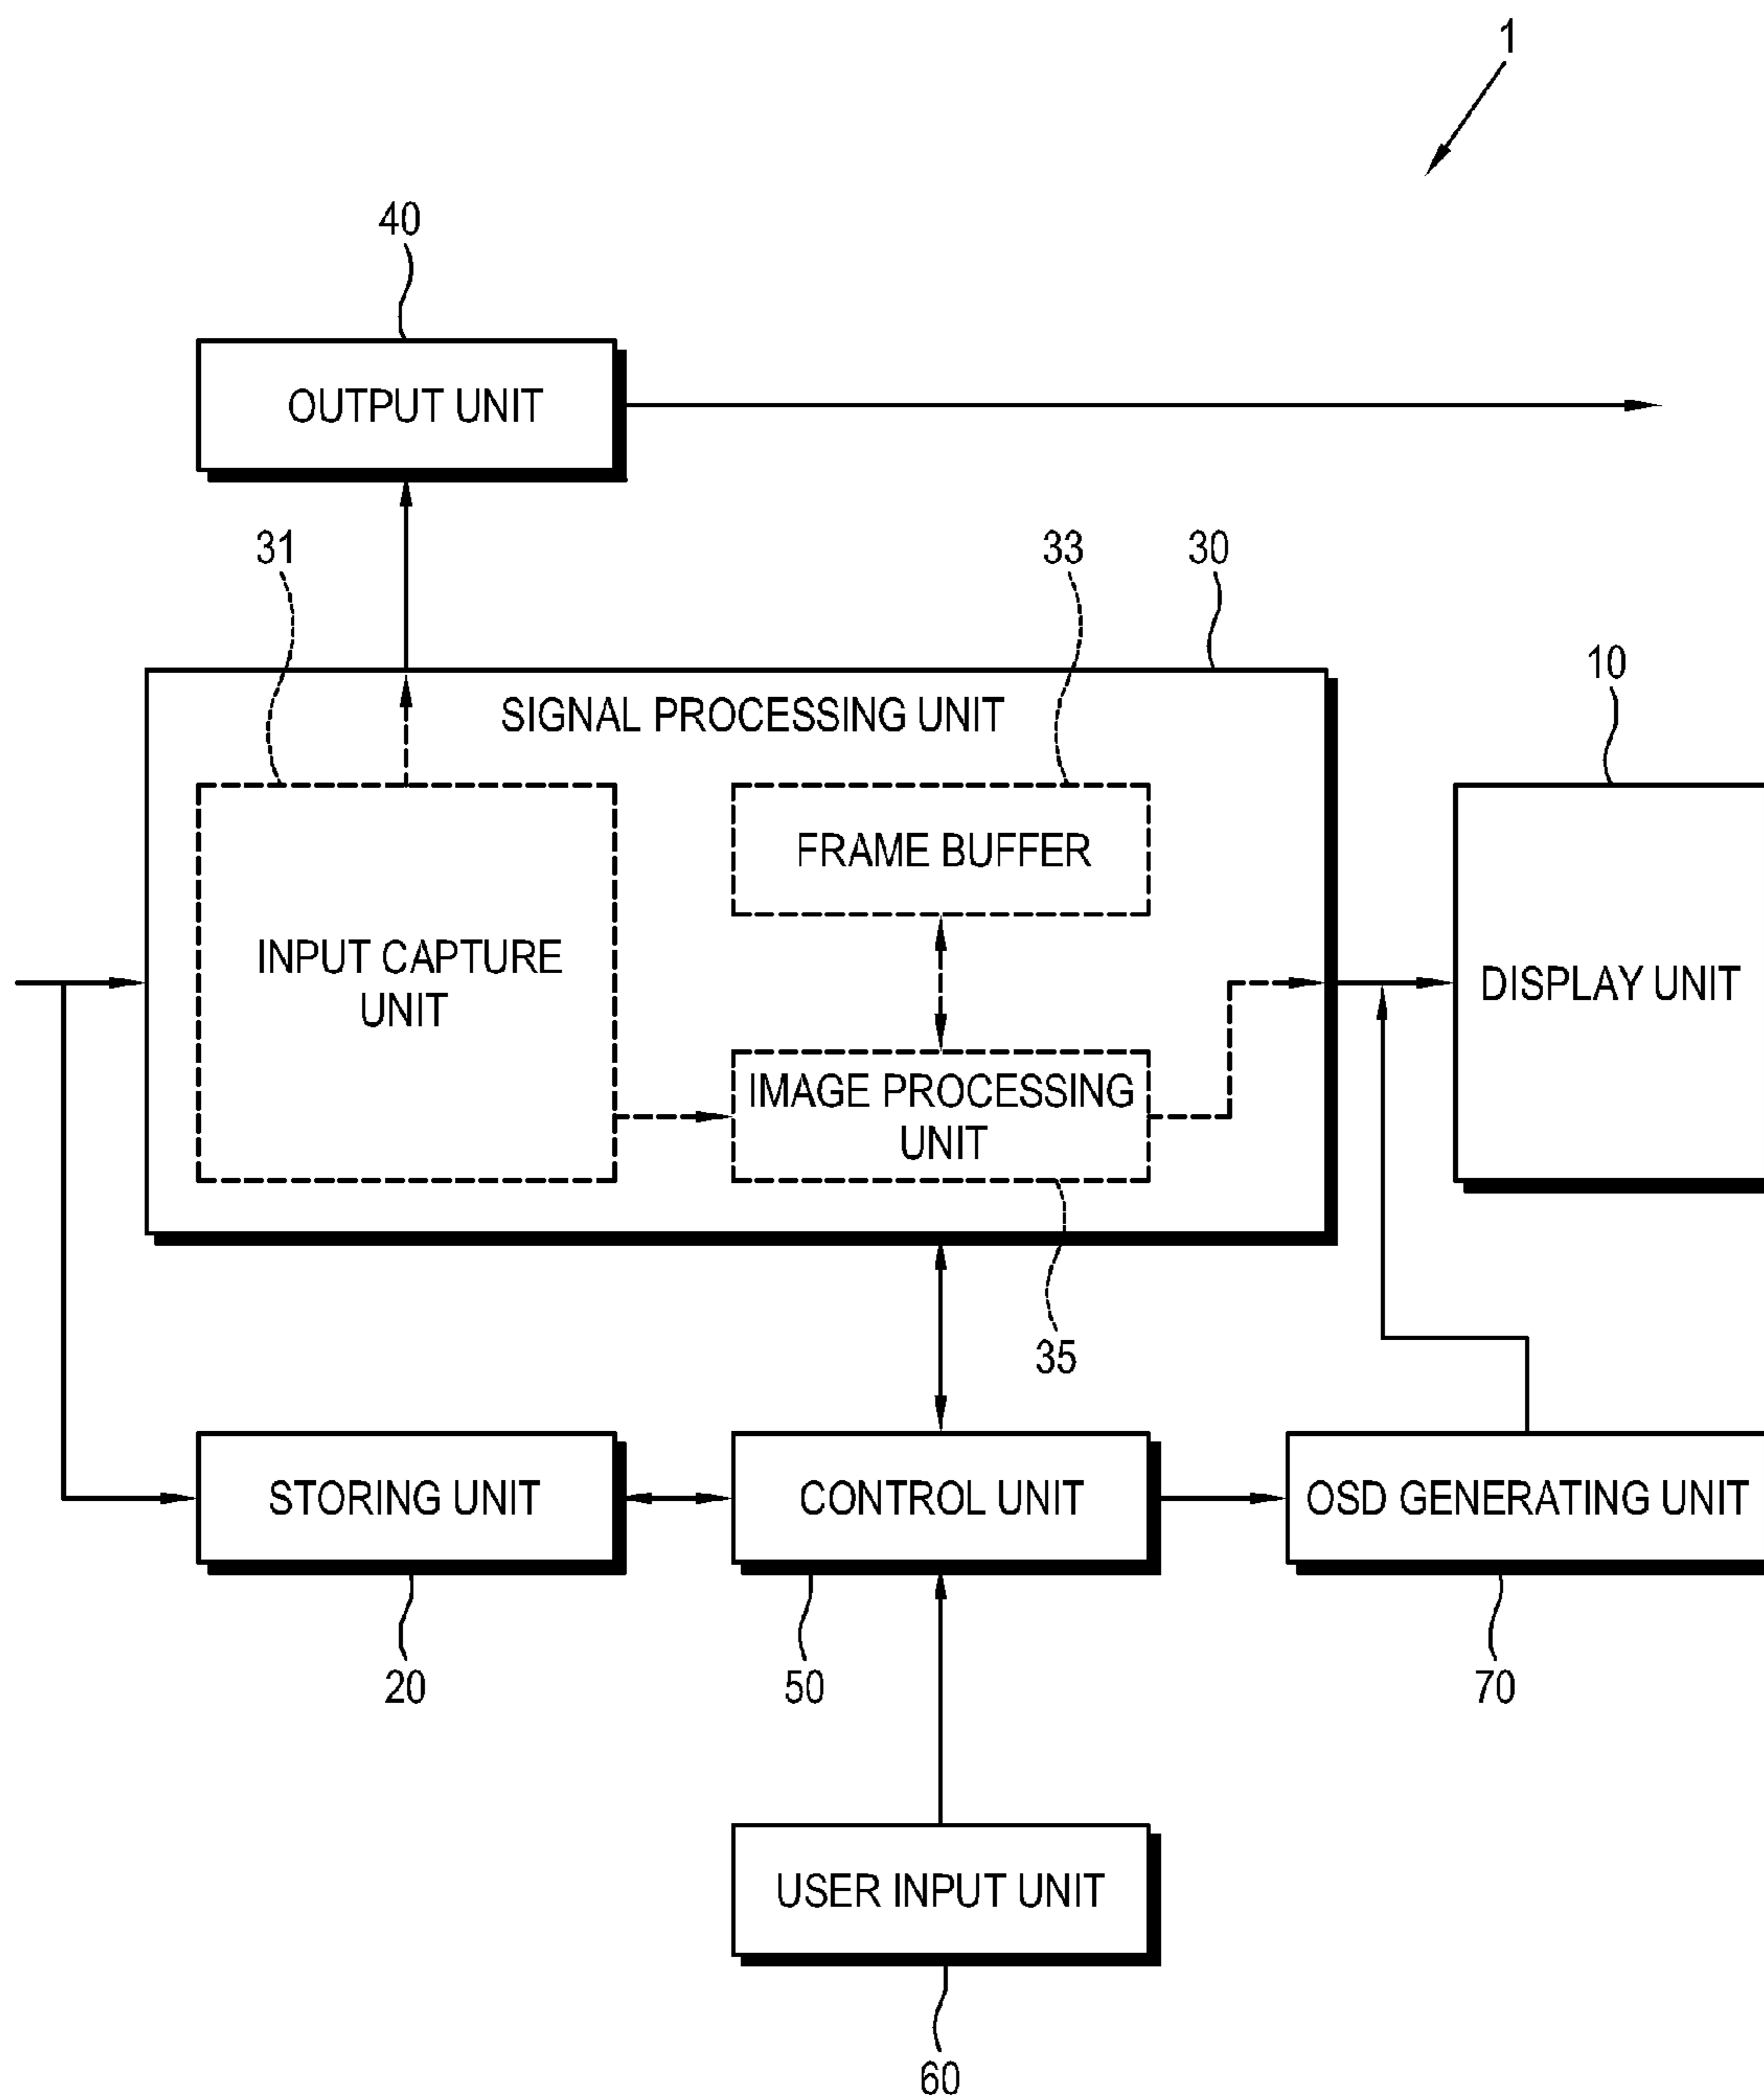 1
40
OUTPUT UNIT
31
33
30
SIGNAL PROCESSING UNIT
10
FRAME BUFFER
INPUT CAPTURE
UNIT
DISPLAY UNIT
IMAGE PROCESSING
UNIT
35
STORING UNIT
CONTROL UNIT
OSD GENERATING UNIT
20
50
70
USER INPUT UNIT
60